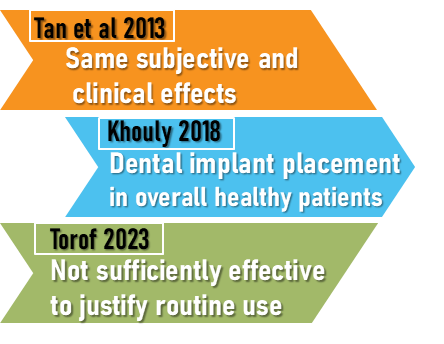 Tan et al 2013
Same subjective and
clinical effects
Khouly 2018
Dental implant placement
in overall healthy patients
Torof 2023
Not sufficiently effective
to justify routine use